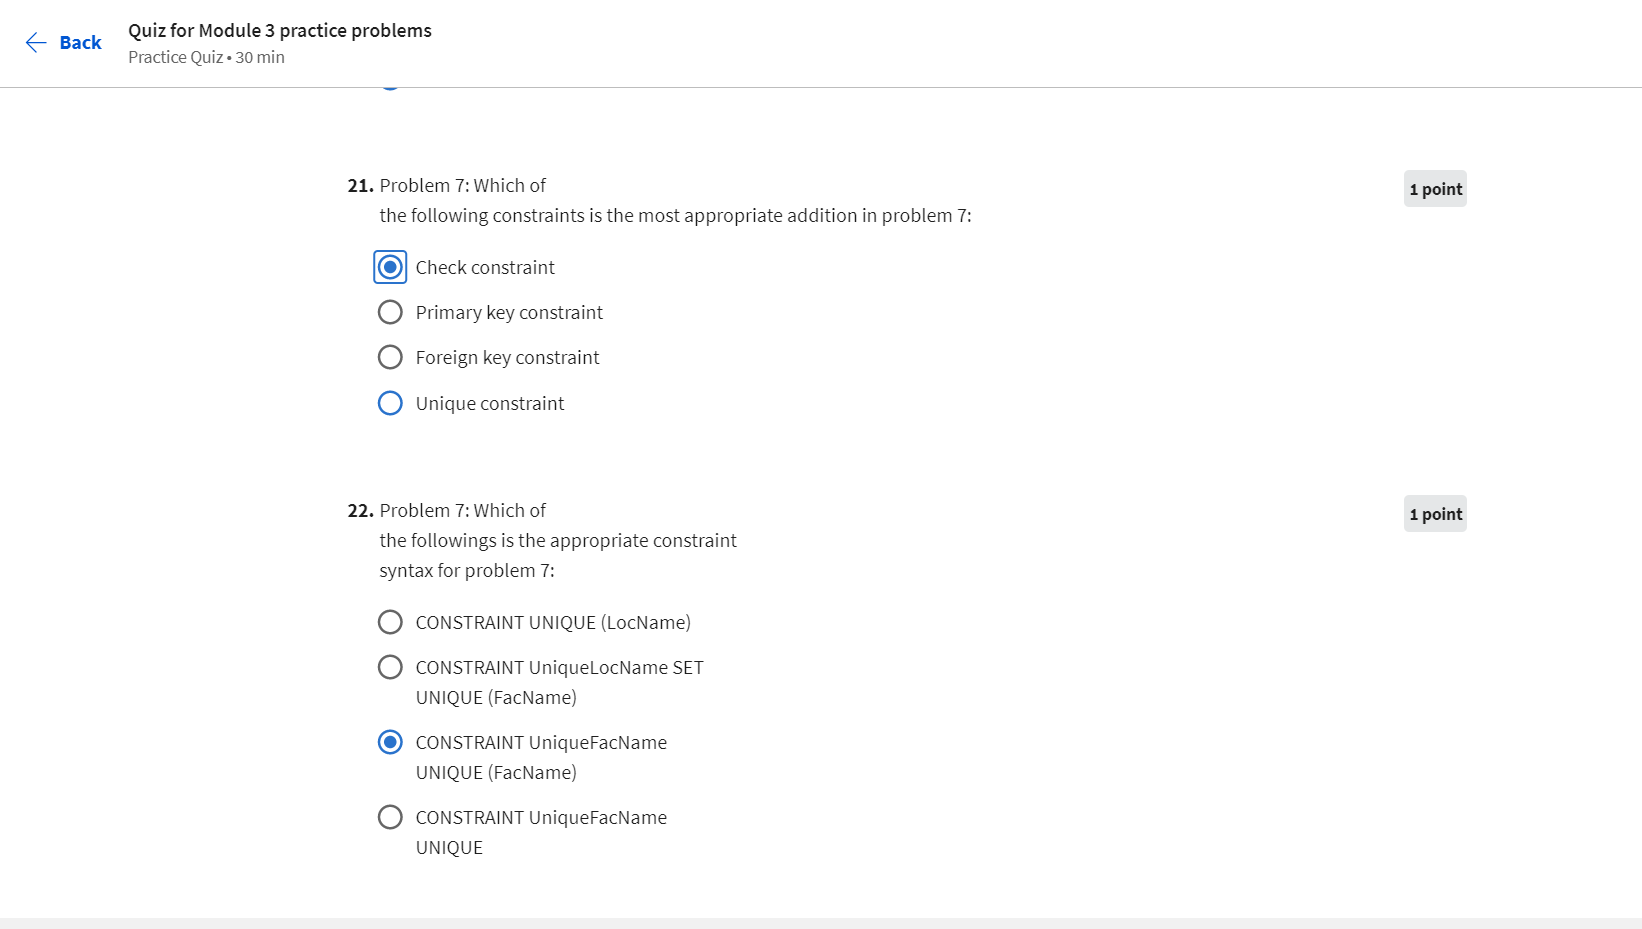 Back
Quiz for Module 3 practice problems
Practice Quiz • 30 min
21. Problem 7: Which of
the following constraints is the most appropriate addition in problem 7:
1 point
Check constraint
Primary key constraint
Foreign key constraint
Unique constraint
22. Problem 7: Which of
the followings is the appropriate constraint
syntax for problem 7:
1 point
CONSTRAINT UNIQUE (LocName)
CONSTRAINT UniqueLocName SET
UNIQUE (FacName)
CONSTRAINT UniqueFacName
UNIQUE (FacName)
CONSTRAINT UniqueFacName
UNIQUE